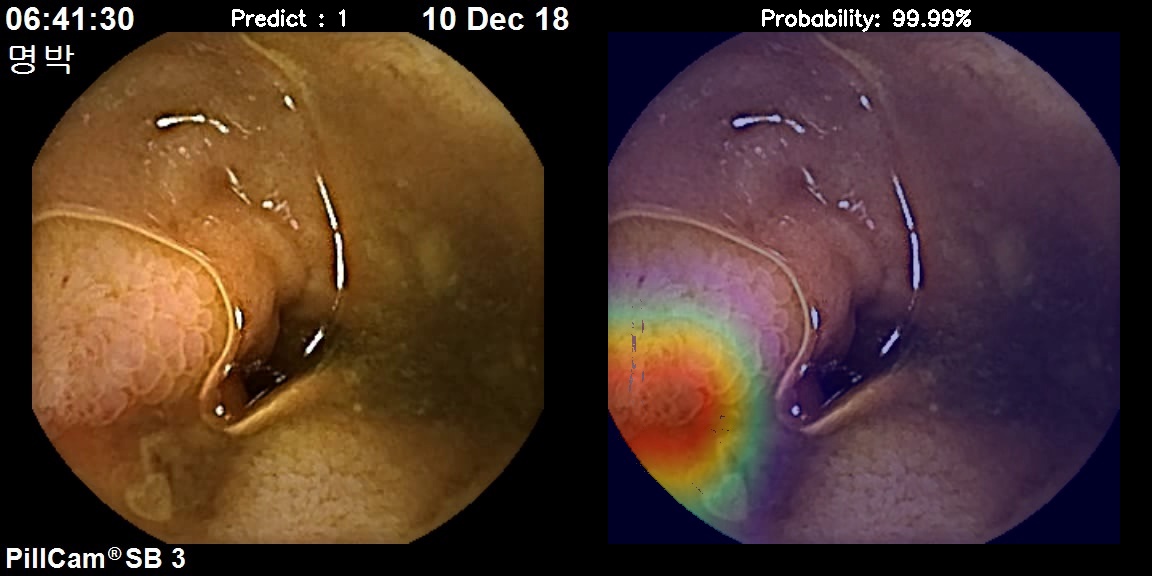 06:41:30
Predict : 1
10 Dec 18
Probability: 99.99%
명박
PillCam® SB 3